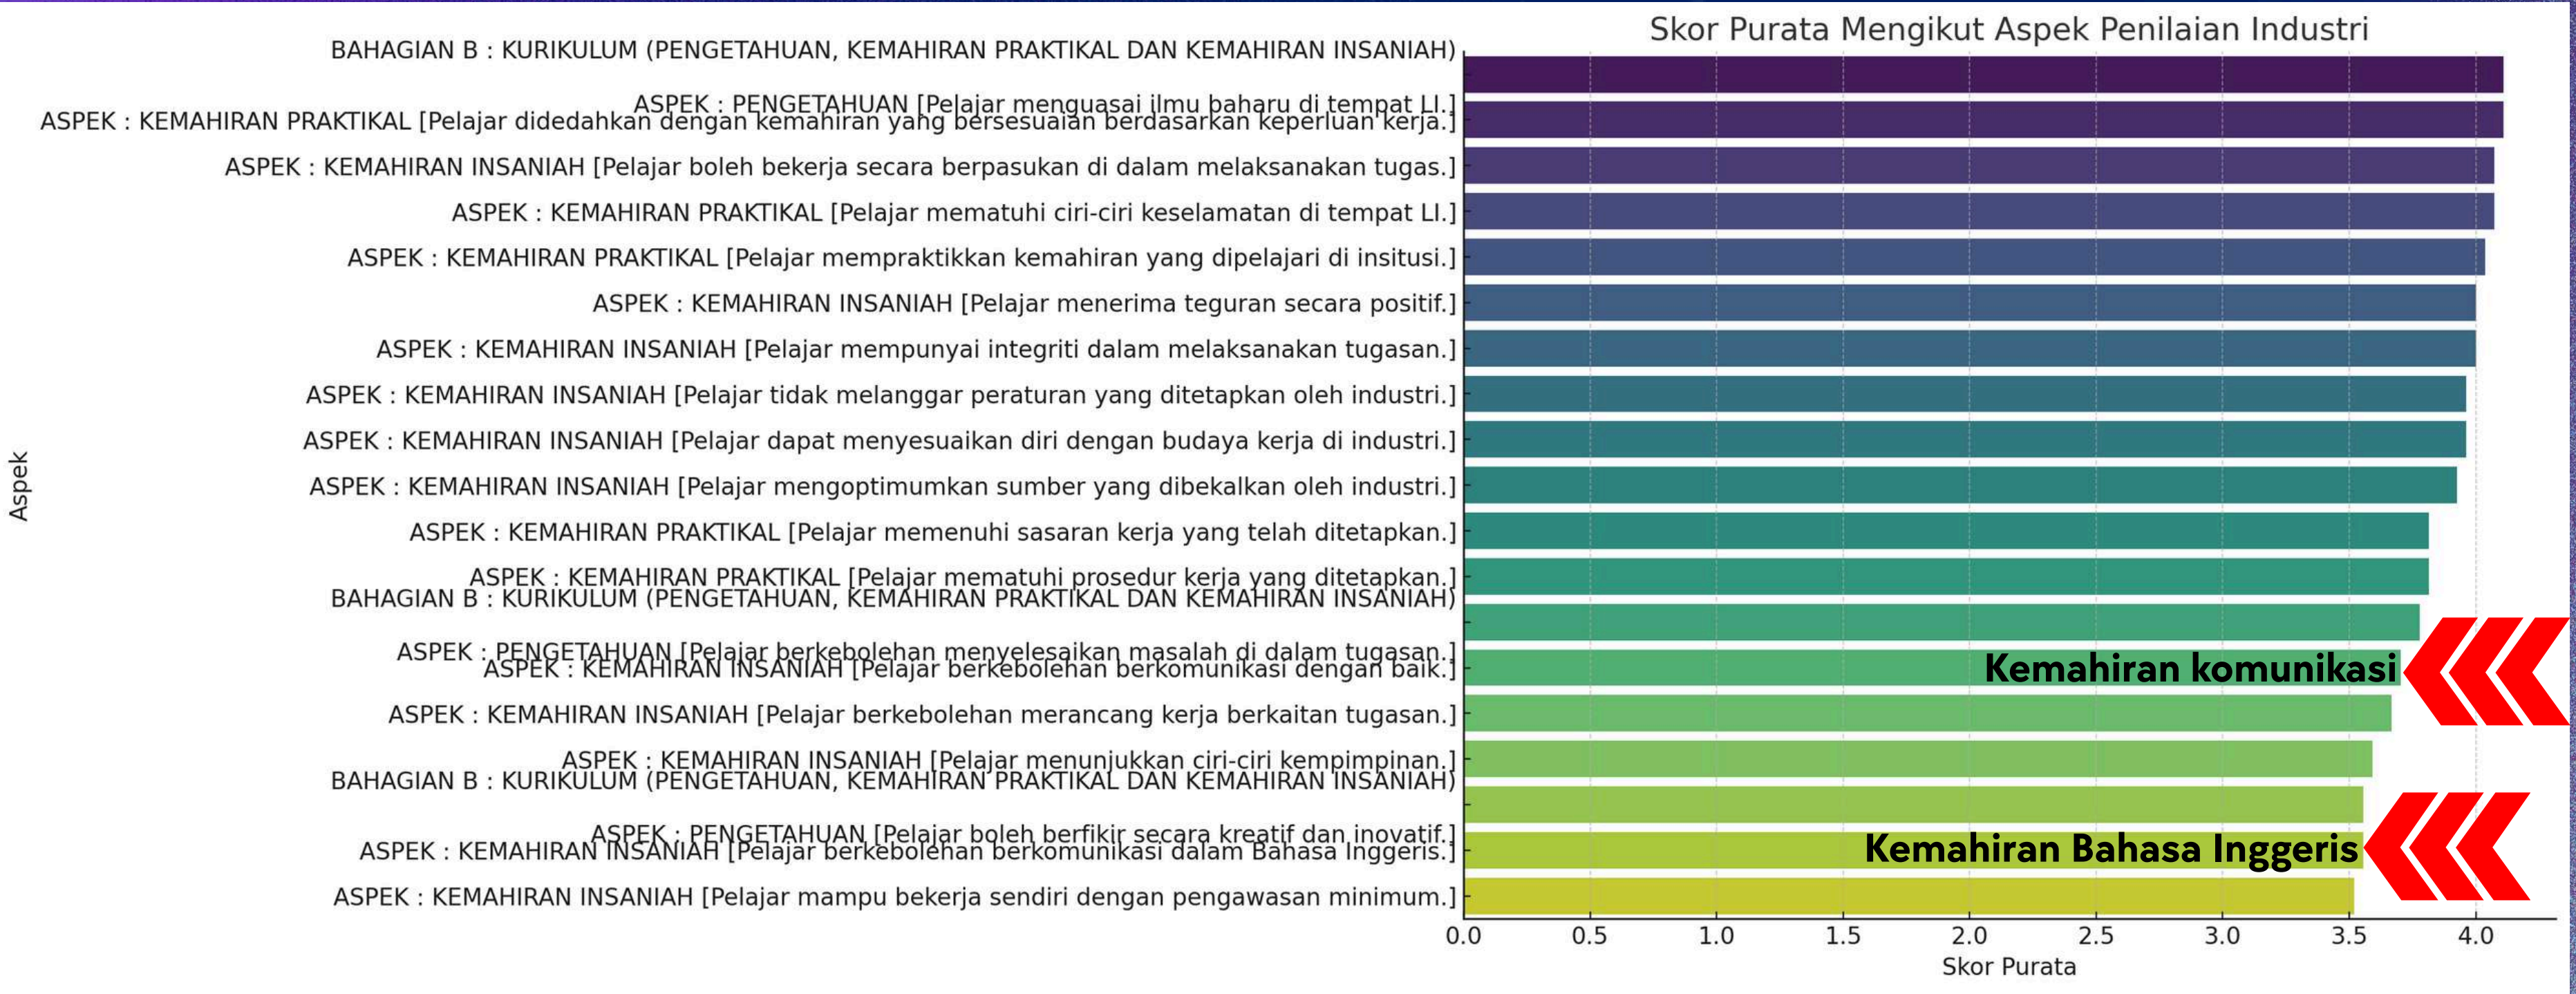 Skor Purata Mengikut Aspek Penilaian Industri
BAHAGIAN B : KURIKULUM (PENGETAHUAN, KEMAHIRAN PRAKTIKAL DAN KEMAHIRAN INSANIAH)
ASPEK : PENGETAHUAN [Pelajar menguasai ilmu baharu di tempat LI.]
ASPEK : KEMAHIRAN PRAKTIKAL [Pelajar didedahkan dengan kemahiran yang bersesuaian berdasarkan keperluan kerja.]
ASPEK : KEMAHIRAN INSANIAH [Pelajar boleh bekerja secara berpasukan di dalam melaksanakan tugas.]
ASPEK : KEMAHIRAN PRAKTIKAL [Pelajar mematuhi ciri-ciri keselamatan di tempat LI.]
ASPEK : KEMAHIRAN PRAKTIKAL [Pelajar mempraktikkan kemahiran yang dipelajari di insitusi.]
ASPEK : KEMAHIRAN INSANIAH [Pelajar menerima teguran secara positif.]
ASPEK : KEMAHIRAN INSANIAH [Pelajar mempunyai integriti dalam melaksanakan tugasan.]
ASPEK : KEMAHIRAN INSANIAH [Pelajar tidak melanggar peraturan yang ditetapkan oleh industri.]
ASPEK : KEMAHIRAN INSANIAH [Pelajar dapat menyesuaikan diri dengan budaya kerja di industri.]
ASPEK : KEMAHIRAN INSANIAH [Pelajar mengoptimumkan sumber yang dibekalkan oleh industri.]
ASPEK : KEMAHIRAN PRAKTIKAL [Pelajar memenuhi sasaran kerja yang telah ditetapkan.]
ASPEK : KEMAHIRAN PRAKTIKAL [Pelajar mematuhi prosedur kerja yang ditetapkan.]
BAHAGIAN B : KURIKULUM (PENGETAHUAN, KEMAHIRAN PRAKTIKAL DAN KEMAHIRAN INSANIAH)
ASPEK : PENGETAHUAN [Pelajar berkebolehan menyelesaikan masalah di dalam tugasan.]
ASPEK : KEMAHIRAN INSANIAH [Pelajar berkebolehan berkomunikasi dengan baik.]
Kemahiran komunikasi
ASPEK : KEMAHIRAN INSANIAH [Pelajar berkebolehan merancang kerja berkaitan tugasan.]
ASPEK : KEMAHIRAN INSANIAH [Pelajar menunjukkan ciri-ciri kempimpinan.]
BAHAGIAN B : KURIKULUM (PENGETAHUAN, KEMAHIRAN PRAKTIKAL DAN KEMAHIRAN INSANIAH)
ASPEK : PENGETAHUAN [Pelajar boleh berfikir secara kreatif dan inovatif.]
ASPEK : KEMAHIRAN INSANIAH [Pelajar berkebolehan berkomunikasi dalam Bahasa Inggeris.]
Kemahiran Bahasa Inggeris
ASPEK : KEMAHIRAN INSANIAH [Pelajar mampu bekerja sendiri dengan pengawasan minimum.]
Aspek
0.0 0.5 1.0 1.5 2.0 2.5 3.0 3.5 4.0
Skor Purata